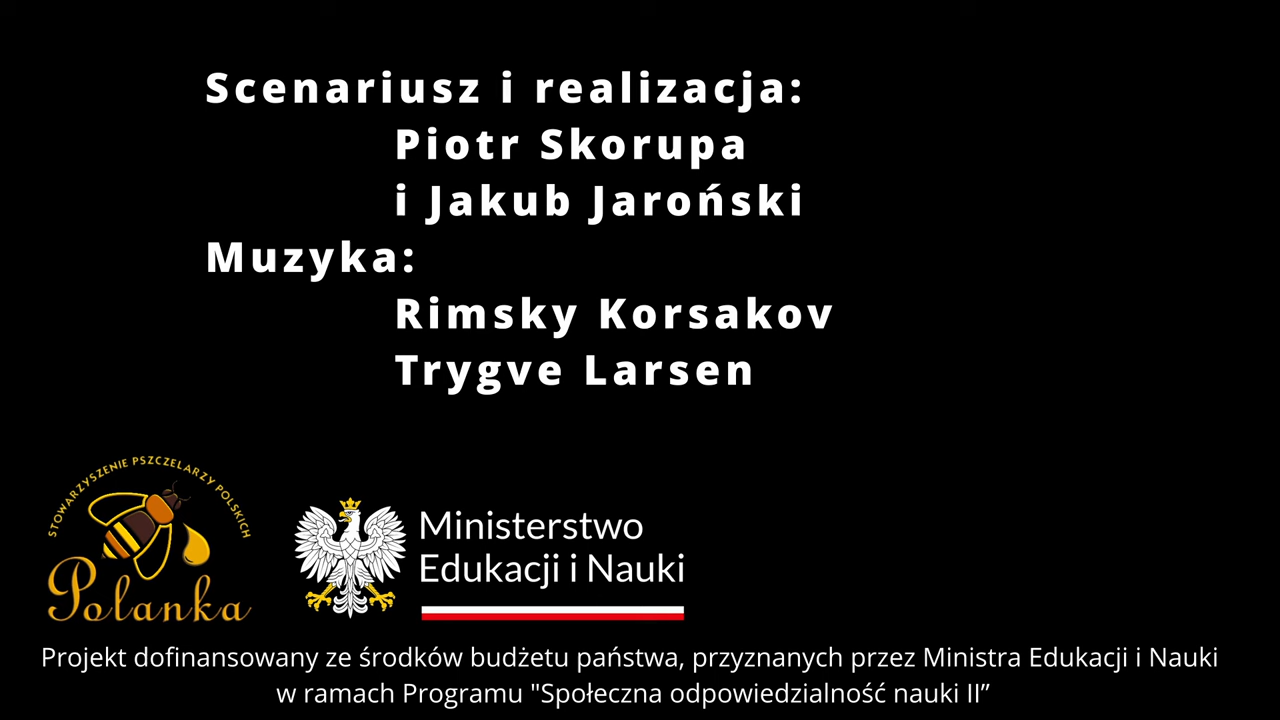 Scenariusz i realizacja:
Piotr Skorupa
i Jakub Jaroński
Muzyka:
Rimsky Korsakov
Trygve Larsen
STOWARZYSZENIE PSZCZELARZY POLSKICH
Polanka
Ministerstwo
Edukacji i Nauki
Projekt dofinansowany ze środków budżetu państwa, przyznanych przez Ministra Edukacji i Nauki
w ramach Programu "Społeczna odpowiedzialność nauki II”